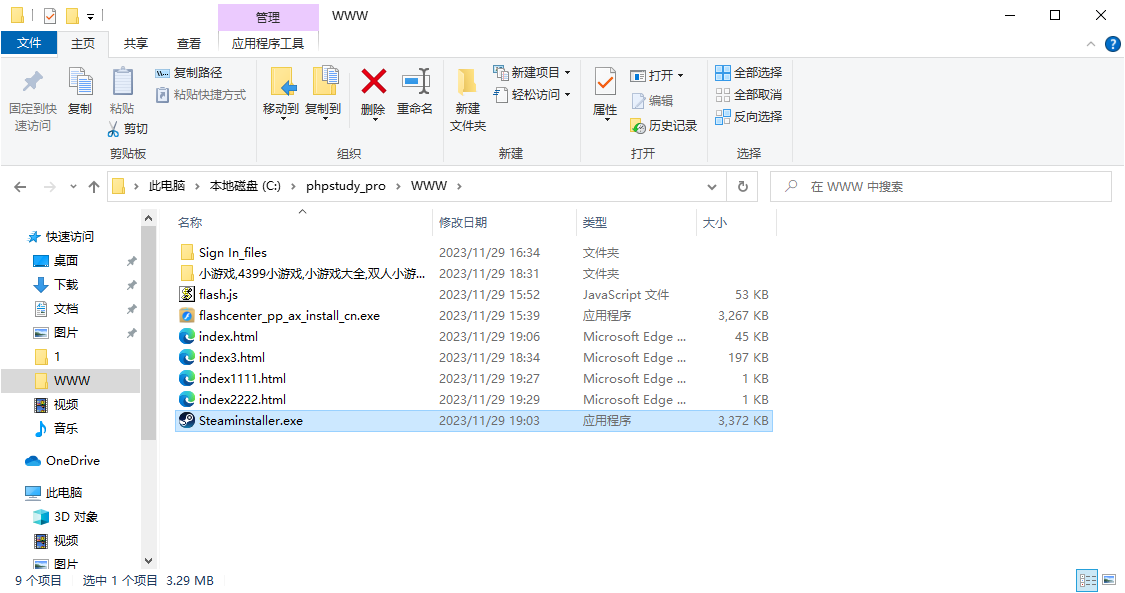 管理 WWW
文件 主页 共享 查看 应用程序工具
固定到快速访问
复制
粘贴
复制路径
粘贴快捷方式
剪切
移动到 复制到 删除 重命名
新建文件夹
新建项目
轻松访问
属性
打开
编辑
历史记录
全部选择
全部取消
反向选择
剪贴板 组织 新建 打开 选择
此电脑 本地磁盘 (C:) phpstudy_pro WWW
在 WWW 中搜索
快速访问
桌面
下载
文档
图片
1
WWW
视频
音乐
OneDrive
此电脑
3D 对象
视频
图片
名称 修改日期 类型 大小
Sign In_files 2023/11/29 16:34 文件夹
小游戏,4399小游戏,小游戏大全,双人小游... 2023/11/29 18:31 文件夹
flash.js 2023/11/29 15:52 JavaScript 文件 53 KB
flashcenter_pp_ax_install_cn.exe 2023/11/29 15:39 应用程序 3,267 KB
index.html 2023/11/29 19:06 Microsoft Edge ... 45 KB
index3.html 2023/11/29 18:34 Microsoft Edge ... 197 KB
index1111.html 2023/11/29 19:27 Microsoft Edge ... 1 KB
index2222.html 2023/11/29 19:29 Microsoft Edge ... 1 KB
Steaminstaller.exe 2023/11/29 19:03 应用程序 3,372 KB
9 个项目 选中 1 个项目 3.29 MB